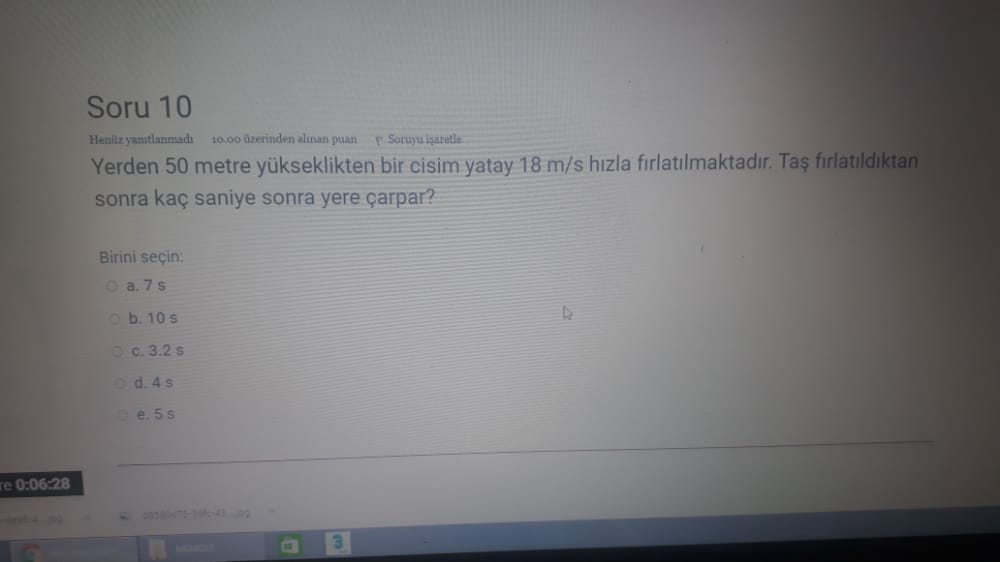 Soru 10
Henüz yanıtlanmadı 10.00 üzerinden alınan puan Soruyu işaretle
Yerden 50 metre yükseklikten bir cisim yatay 18 m/s hızla fırlatılmaktadır. Taş fırlatıldıktan
sonra kaç saniye sonra yere çarpar?
Birini seçin:
a. 7 s
b. 10 s
c. 3.2 s
d. 4 s
e. 5 s
re 0:06:28
3